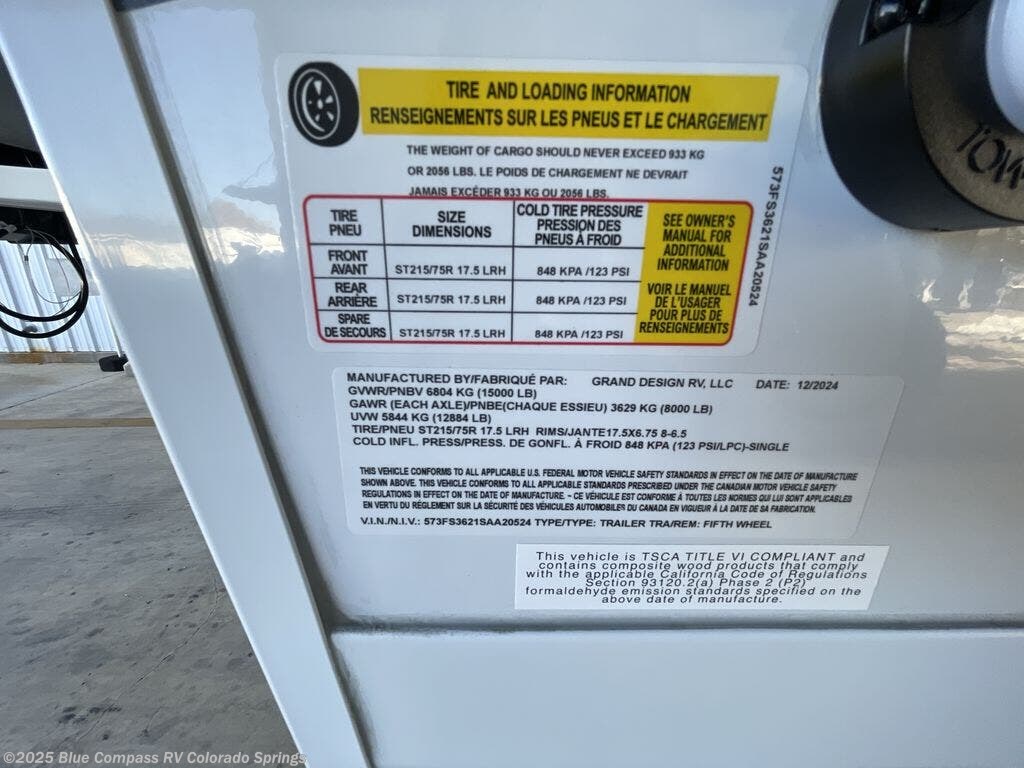 TIRE AND LOADING INFORMATION
RENSEIGNEMENTS SUR LES PNEUS ET LE CHARGEMENT
THE WEIGHT OF CARGO SHOULD NEVER EXCEED 933 KG
OR 2056 LBS. LE POIDS DE CHARGEMENT NE DEVRAIT
JAMAIS EXCÉDER 933 KG OU 2056 LBS.
TIRE
PNEU
SIZE
DIMENSIONS
COLD TIRE PRESSURE
PRESSION DES
PNEUS À FROID
FRONT
AVANT
ST215/75R 17.5 LRH
848 KPA /123 PSI
REAR
ARRIÈRE
ST215/75R 17.5 LRH
848 KPA /123 PSI
SPARE
DE SECOURS
ST215/75R 17.5 LRH
848 KPA /123 PSI
SEE OWNER'S
MANUAL FOR
ADDITIONAL
INFORMATION
VOIR LE MANUEL
DE L'USAGER
POUR PLUS DE
RENSEIGNEMENTS
573FS3621SAA20524
MANUFACTURED BY/FABRIQUÉ PAR: GRAND DESIGN RV, LLC DATE: 12/2024
GVWR/PNBV 6804 KG (15000 LB)
GAWR (EACH AXLE)/PNBE(CHAQUE ESSIEU) 3629 KG (8000 LB)
UVW 5844 KG (12884 LB)
TIRE/PNEU ST215/75R 17.5 LRH RIMS/JANTE17.5X6.75 8-6.5
COLD INFL. PRESS/PRESS. DE GONFL. À FROID 848 KPA (123 PSI/LPC)-SINGLE
THIS VEHICLE CONFORMS TO ALL APPLICABLE U.S. FEDERAL MOTOR VEHICLE SAFETY STANDARDS IN EFFECT ON THE DATE OF MANUFACTURE
SHOWN ABOVE. THIS VEHICLE CONFORMS TO ALL APPLICABLE STANDARDS PRESCRIBED UNDER THE CANADIAN MOTOR VEHICLE SAFETY
REGULATIONS IN EFFECT ON THE DATE OF MANUFACTURE. – CE VÉHICULE EST CONFORME À TOUTES LES NORMES QUI LUI SONT APPLICABLES
EN VERTU DU RÈGLEMENT SUR LA SÉCURITÉ DES VÉHICULES AUTOMOBILES DU CANADA EN VIGUEUR À LA DATE DE SA FABRICATION.
V.I.N./N.I.V.: 573FS3621SAA20524 TYPE/TYPE: TRAILER TRA/REM: FIFTH WHEEL
This vehicle is TSCA TITLE VI COMPLIANT and
contains composite wood products that comply
with the applicable California Code of Regulations
Section 93120.2(a) Phase 2 (P2)
formaldehyde emission standards specified on the
above date of manufacture.
©2025 Blue Compass RV Colorado Springs